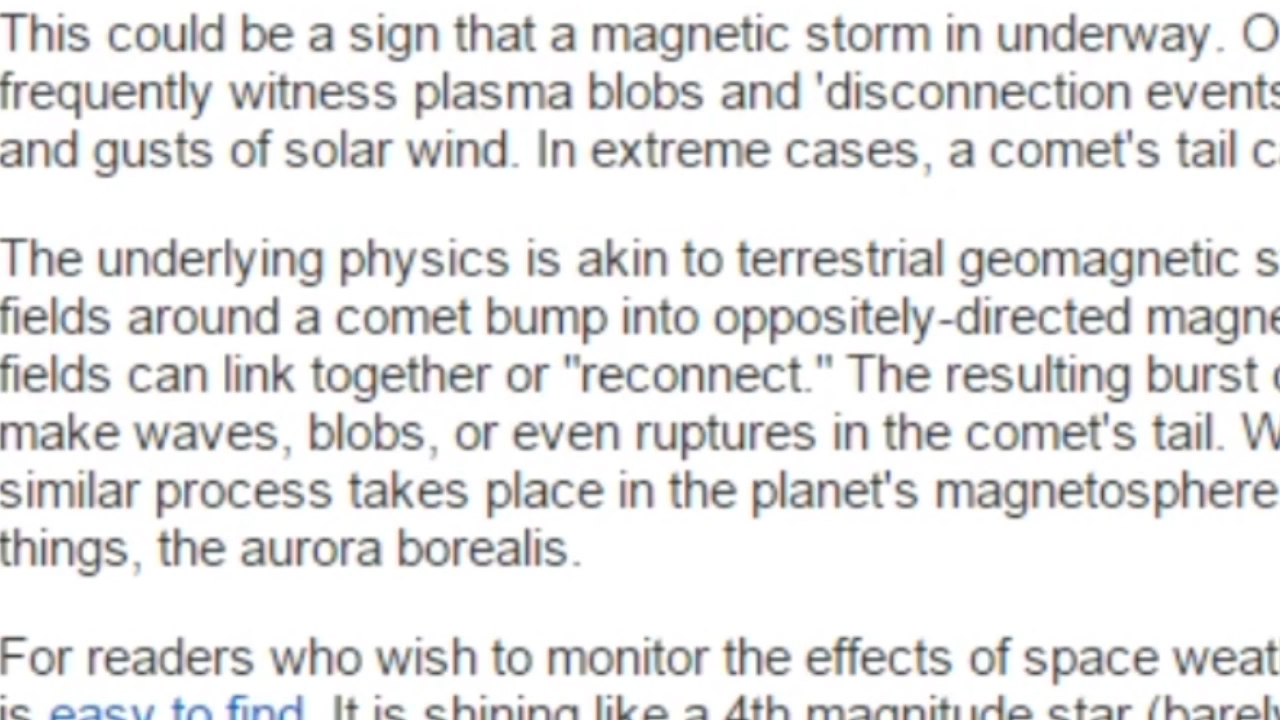 This could be a sign that a magnetic storm in underway. O
frequently witness plasma blobs and 'disconnection events
and gusts of solar wind. In extreme cases, a comet's tail c
The underlying physics is akin to terrestrial geomagnetic s
fields around a comet bump into oppositely-directed magne
fields can link together or "reconnect." The resulting burst
make waves, blobs, or even ruptures in the comet's tail. W
similar process takes place in the planet's magnetosphere
things, the aurora borealis.
For readers who wish to monitor the effects of space weat
is easy to find. It is shining like a 4th magnitude star (barely